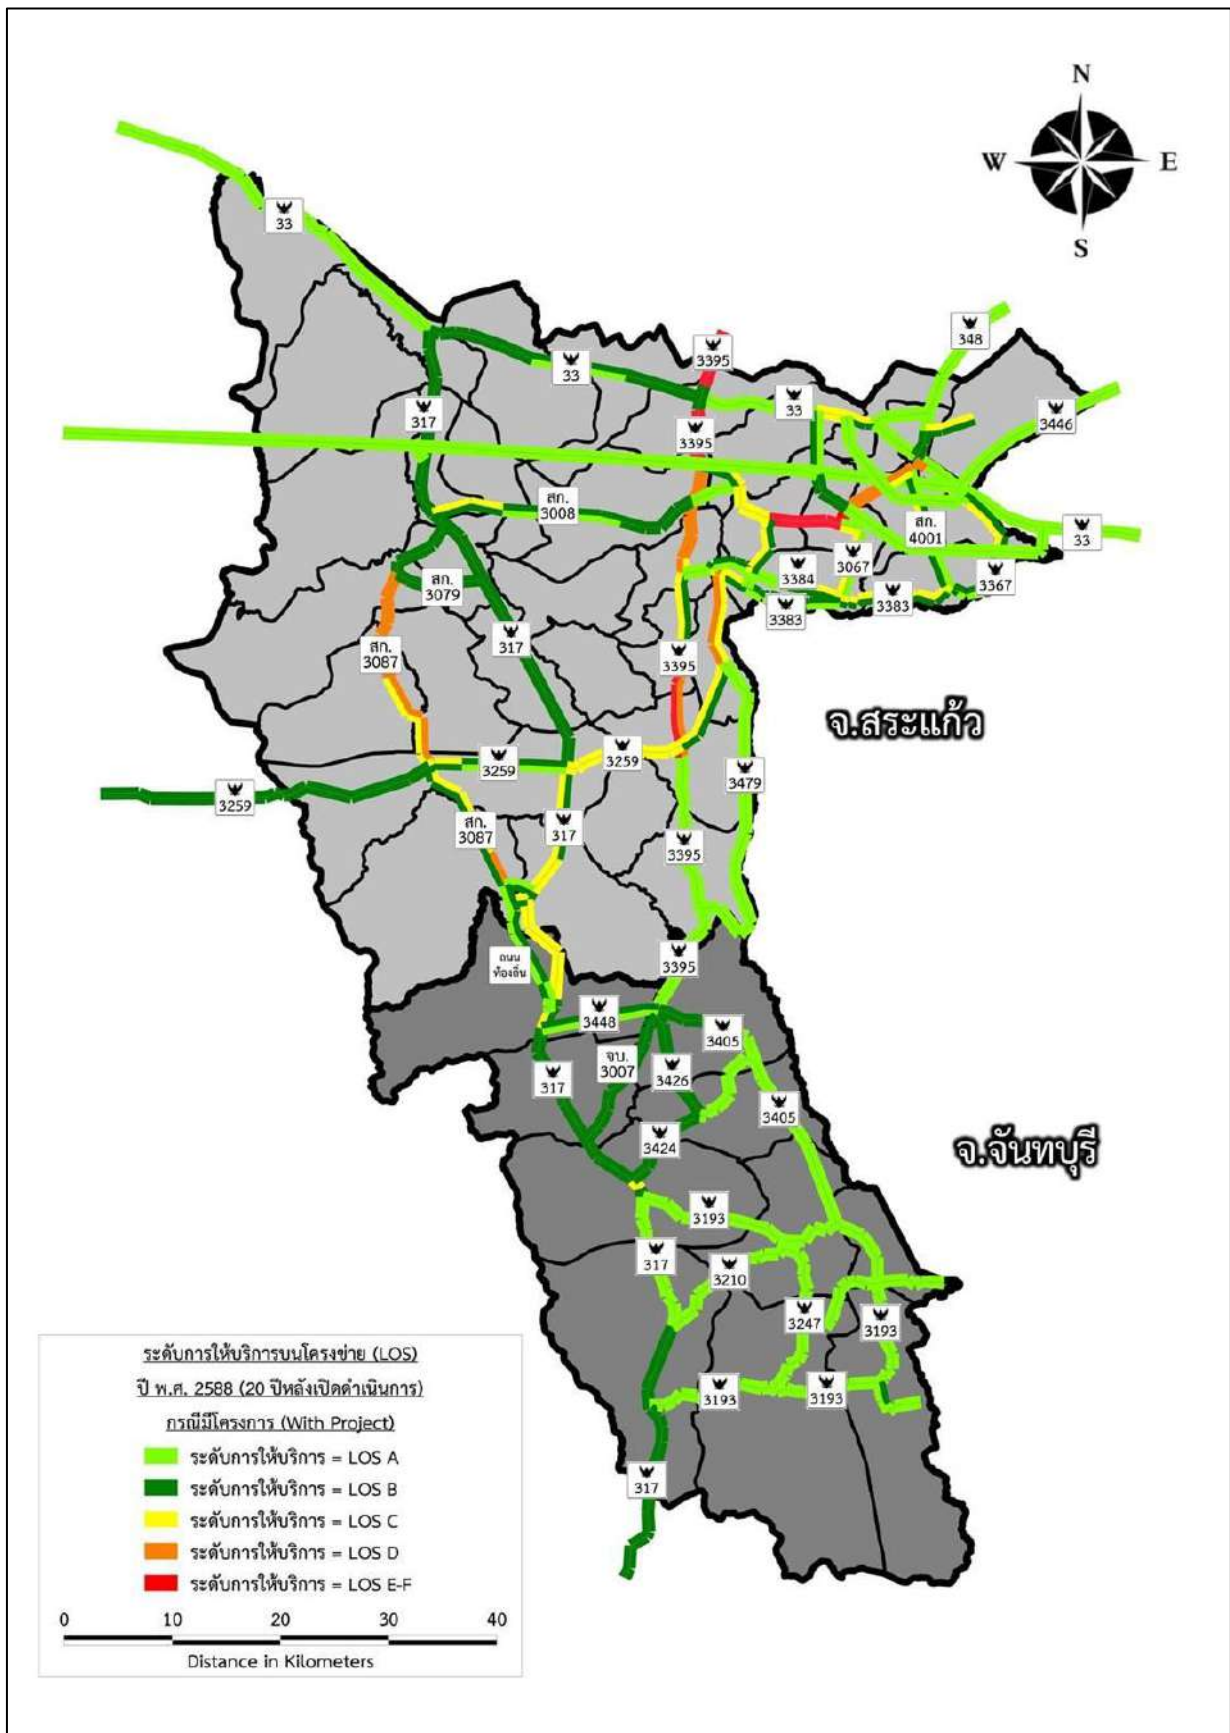 N
W
E
S
33
348
3395
33
33
3446
317
3395
สก.
3008
สก.
4001
33
3067
3384
3367
สก.
3079
3383
3383
สก.
3087
317
3395
จ.สระแก้ว
3259
3259
3479
3259
สก.
3087
317
3395
ถนน
ท้องถิ่น
3395
3448
3405
จบ.
3007
317
3426
3405
3424
จ.จันทบุรี
3193
317
3210
3247
3193
3193
3193
317
ระดับการให้บริการบนโครงข่าย (LOS)
ปี พ.ศ. 2588 (20 ปีหลังเปิดดำเนินการ)
กรณีมีโครงการ (With Project)
ระดับการให้บริการ = LOS A
ระดับการให้บริการ = LOS B
ระดับการให้บริการ = LOS C
ระดับการให้บริการ = LOS D
ระดับการให้บริการ = LOS E-F
0 10 20 30 40
Distance in Kilometers